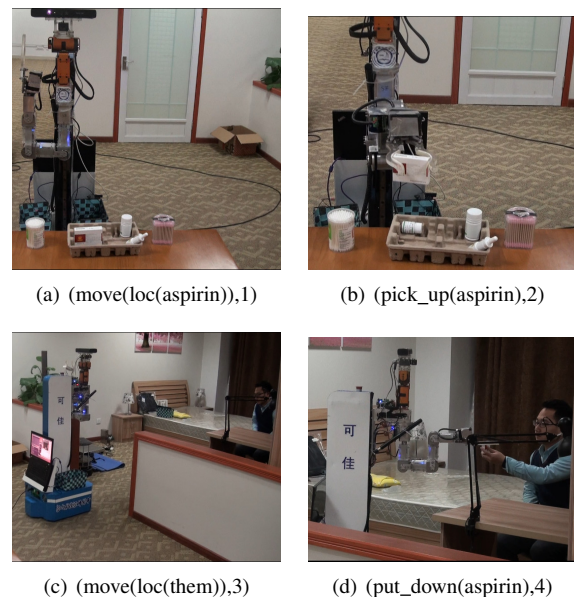 (a) (move(loc(aspirin)),1)
(b) (pick_up(aspirin),2)
可
佳
可
佳
(c) (move(loc(them)),3)
(d) (put_down(aspirin),4)